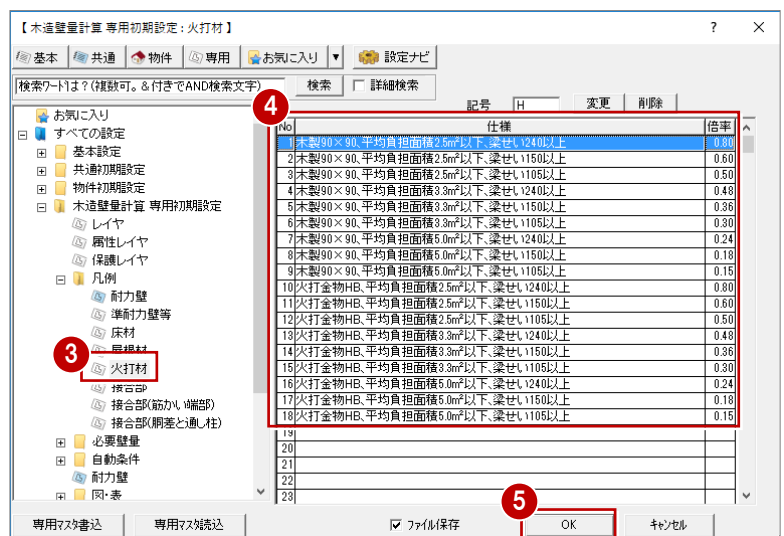 【 木造壁量計算 専用初期設定 : 火打材 】 ? ×
基本 共通 物件 専用 お気に入り ▼ 設定ナビ
検索ワードは？(複数可。＆付きでAND検索文字) 検索 □ 詳細検索
4
記号 H 変更 削除
お気に入り
すべての設定
基本設定
共通初期設定
物件初期設定
木造壁量計算 専用初期設定
レイヤ
属性レイヤ
保護レイヤ
凡例
耐力壁
準耐力壁等
床材
屋根材
3
火打材
接合部
接合部(筋かい端部)
接合部(胴差と通し柱)
必要壁量
自動条件
耐力壁
図・表
No 仕様 倍率
1 木製90×90、平均負担面積2.5m²以下、梁せい240以上 0.80
2 木製90×90、平均負担面積2.5m²以下、梁せい150以上 0.60
3 木製90×90、平均負担面積2.5m²以下、梁せい105以上 0.50
4 木製90×90、平均負担面積3.3m²以下、梁せい240以上 0.48
5 木製90×90、平均負担面積3.3m²以下、梁せい150以上 0.36
6 木製90×90、平均負担面積3.3m²以下、梁せい105以上 0.30
7 木製90×90、平均負担面積5.0m²以下、梁せい240以上 0.24
8 木製90×90、平均負担面積5.0m²以下、梁せい150以上 0.18
9 木製90×90、平均負担面積5.0m²以下、梁せい105以上 0.15
10 火打金物HB、平均負担面積2.5m²以下、梁せい240以上 0.80
11 火打金物HB、平均負担面積2.5m²以下、梁せい150以上 0.60
12 火打金物HB、平均負担面積2.5m²以下、梁せい105以上 0.50
13 火打金物HB、平均負担面積3.3m²以下、梁せい240以上 0.48
14 火打金物HB、平均負担面積3.3m²以下、梁せい150以上 0.36
15 火打金物HB、平均負担面積3.3m²以下、梁せい105以上 0.30
16 火打金物HB、平均負担面積5.0m²以下、梁せい240以上 0.24
17 火打金物HB、平均負担面積5.0m²以下、梁せい150以上 0.18
18 火打金物HB、平均負担面積5.0m²以下、梁せい105以上 0.15
19
20
21
22
23
5
専用マスタ書込 専用マスタ読込 ファイル保存 OK キャンセル